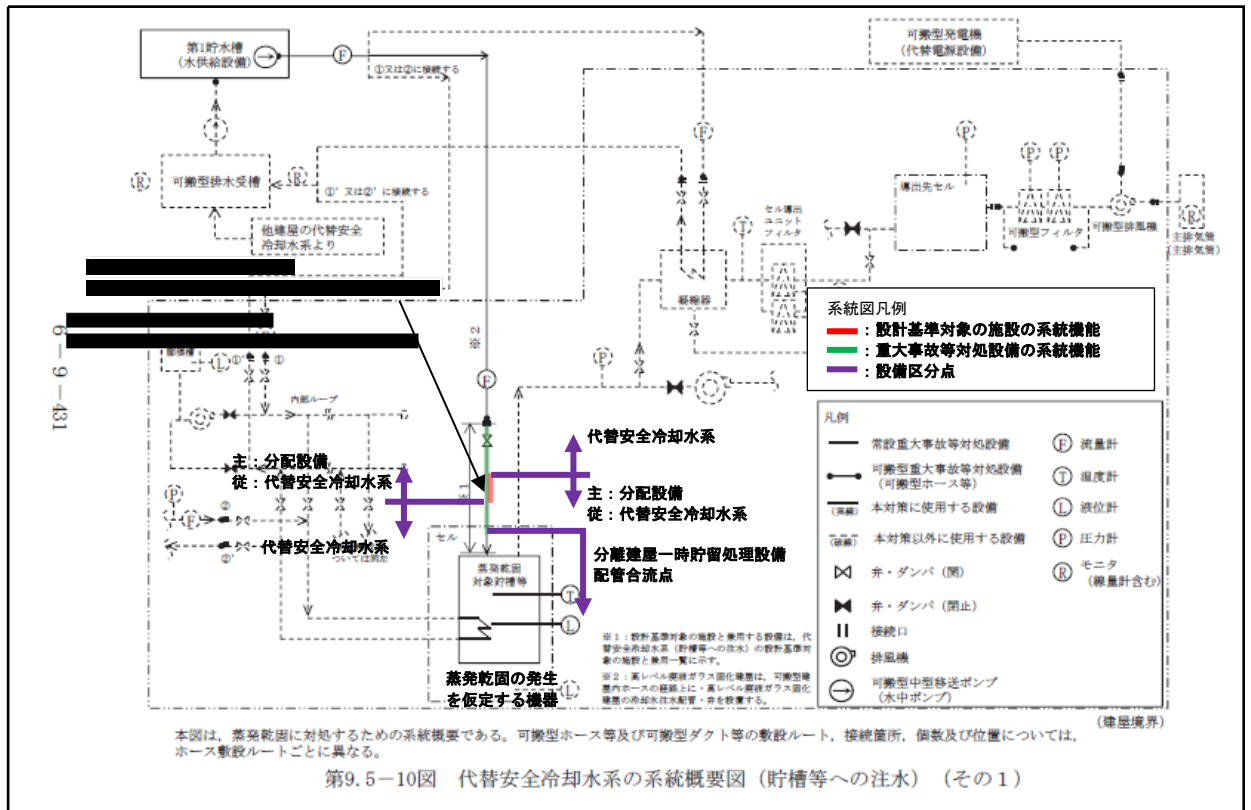 第1貯水槽
(水供給設備)
F
①又は②に接続する
可搬型発電機
(代替電源設備)
F
P
P
P
R
可搬型排水受槽
R
①’又は②’に接続する
他建屋の代替安全
冷却水系より
T
セル導出
ユニット
フィルタ
導出先セル
可搬型フィルタ
可搬型排風機
R
主排気筒
(主排気筒)
凝縮器
系統図凡例
:設計基準対象の施設の系統機能
:重大事故等対処設備の系統機能
:設備区分点
6-9-431
膨張槽
L
①’
①
※2
F
P
内部ループ
代替安全冷却水系
主:分配設備
従:代替安全冷却水系
※1
主:分配設備
従:代替安全冷却水系
P
F
②
②’
代替安全冷却水系
ついては同左
セル
分離建屋一時貯留処理設備
配管合流点
蒸発乾固
対象貯槽等
T
L
蒸発乾固の発生
を仮定する機器
L
※1:設計基準対象の施設と兼用する設備は,代
替安全冷却水系(貯槽等への注水)の設計基準対
象の施設と兼用一覧に示す。
※2:高レベル廃液ガラス固化建屋は,可搬型建
屋内ホースの経路上に・高レベル廃液ガラス固化
建屋の冷却水注水配管・弁を設置する。
凡例
常設重大事故等対処設備
可搬型重大事故等対処設備
(可搬型ホース等)
(実線)
本対策に使用する設備
(破線)
本対策以外に使用する設備
弁・ダンパ(開)
弁・ダンパ(閉止)
接続口
排風機
可搬型中型移送ポンプ
(水中ポンプ)
F 流量計
T 温度計
L 液位計
P 圧力計
R モニタ
(線量計含む)
(建屋境界)
本図は,蒸発乾固に対処するための系統概要である。可搬型ホース等及び可搬型ダクト等の敷設ルート,接続箇所,個数及び位置については,
ホース敷設ルートごとに異なる。
第9.5-10図 代替安全冷却水系の系統概要図(貯槽等への注水)(その1)